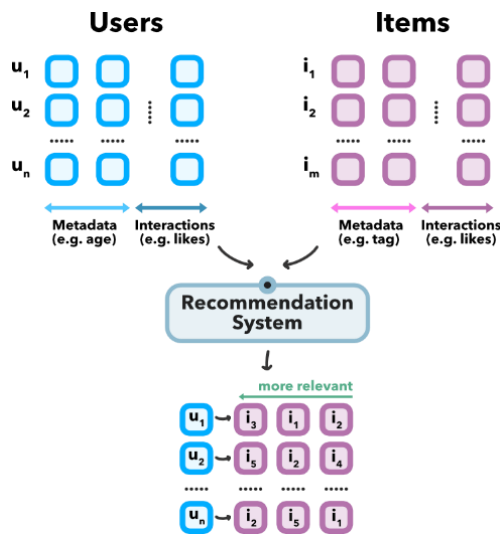 Users
Items
u1
u2
.....
un
i1
i2
.....
im
Metadata
(e.g. age)
Interactions
(e.g. likes)
Metadata
(e.g. tag)
Interactions
(e.g. likes)
Recommendation
System
more relevant
u1 i3 i1 i2
u2 i5 i2 i4
..... ..... ..... .....
un i2 i5 i1